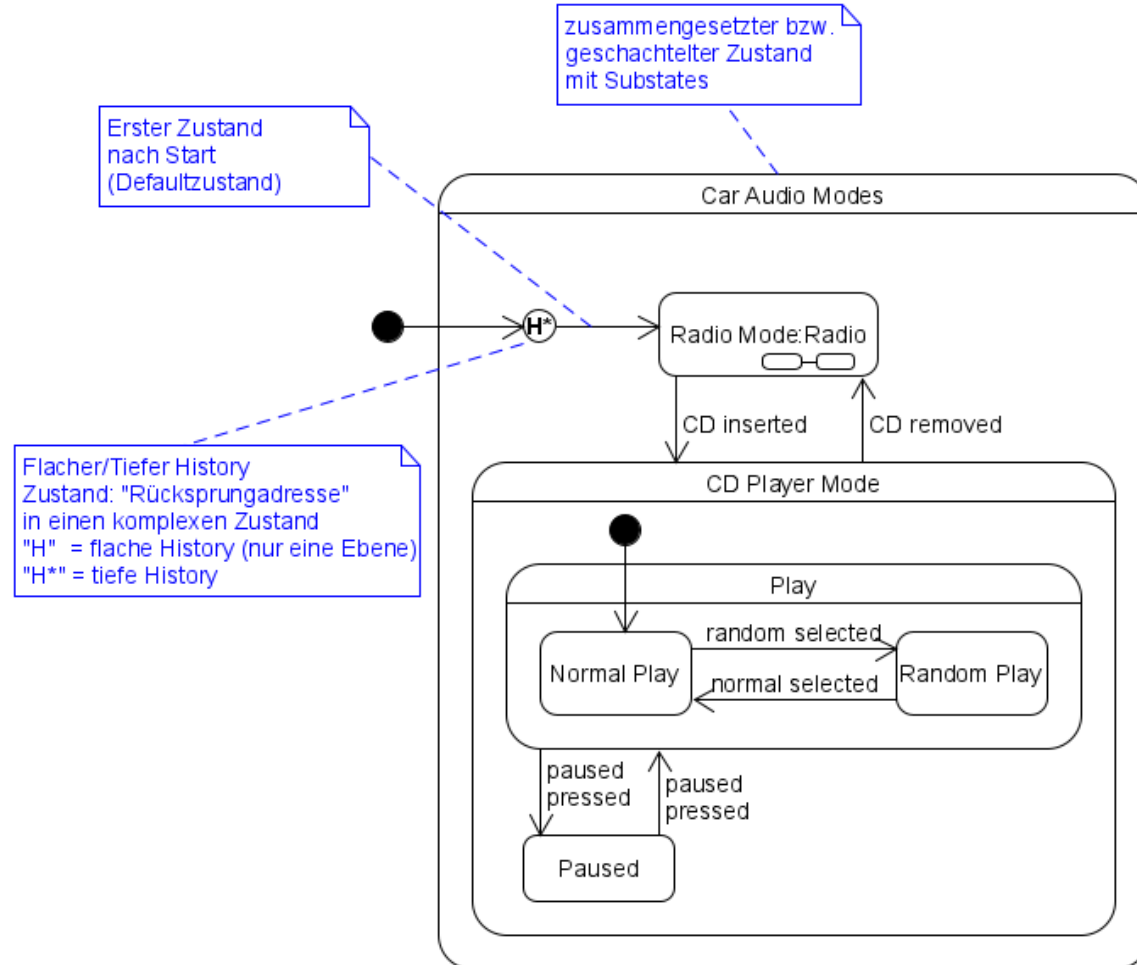 zusammengesetzter bzw.
geschachtelter Zustand
mit Substates
Erster Zustand
nach Start
(Defaultzustand)
Car Audio Modes
H*
Radio Mode:Radio
CD inserted
CD removed
Flacher/Tiefer History
Zustand: "Rücksprungadresse"
in einen komplexen Zustand
"H" = flache History (nur eine Ebene)
"H*" = tiefe History
CD Player Mode
Play
Normal Play
random selected
normal selected
Random Play
paused
pressed
paused
pressed
Paused